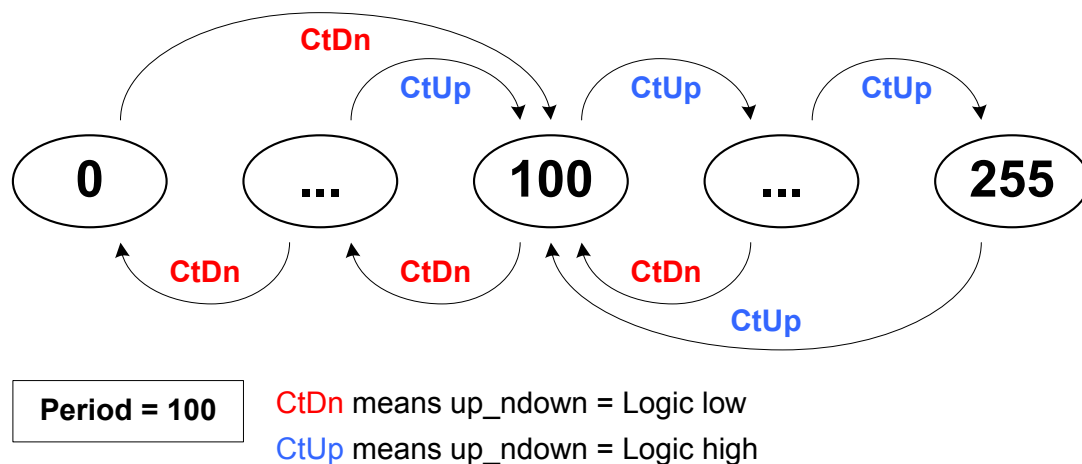 CtDn
CtUp CtUp CtUp
0 ... 100 ... 255
CtDn CtDn CtDn
CtUp
Period = 100
CtDn means up_ndown = Logic low
CtUp means up_ndown = Logic high